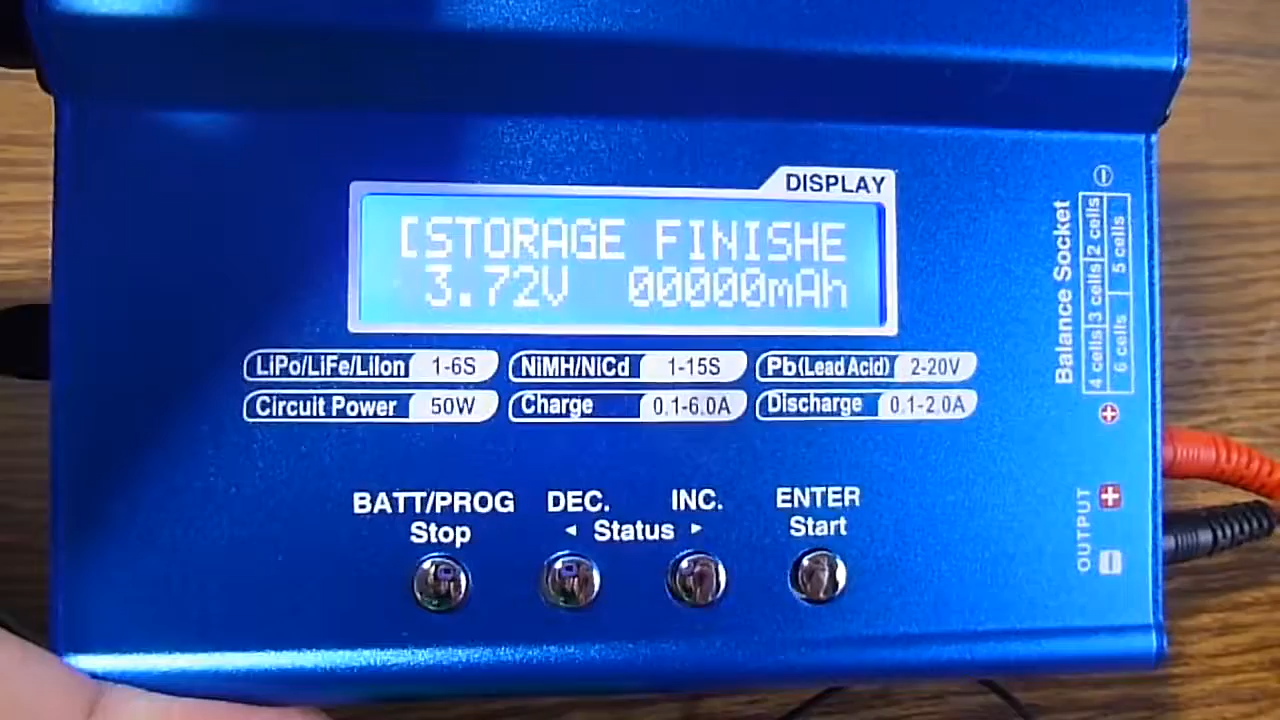 DISPLAY
[STORAGE FINISHE
3.72V 00000mAh
LiPo/LiFe/LiIon 1-6S NiMH/NiCd 1-15S Pb(Lead Acid) 2-20V
Circuit Power 50W Charge 0.1-6.0A Discharge 0.1-2.0A
BATT/PROG DEC. INC. ENTER
Stop ◄ Status ► Start
Balance Socket
4 cells 3 cells 2 cells
6 cells 5 cells
OUTPUT